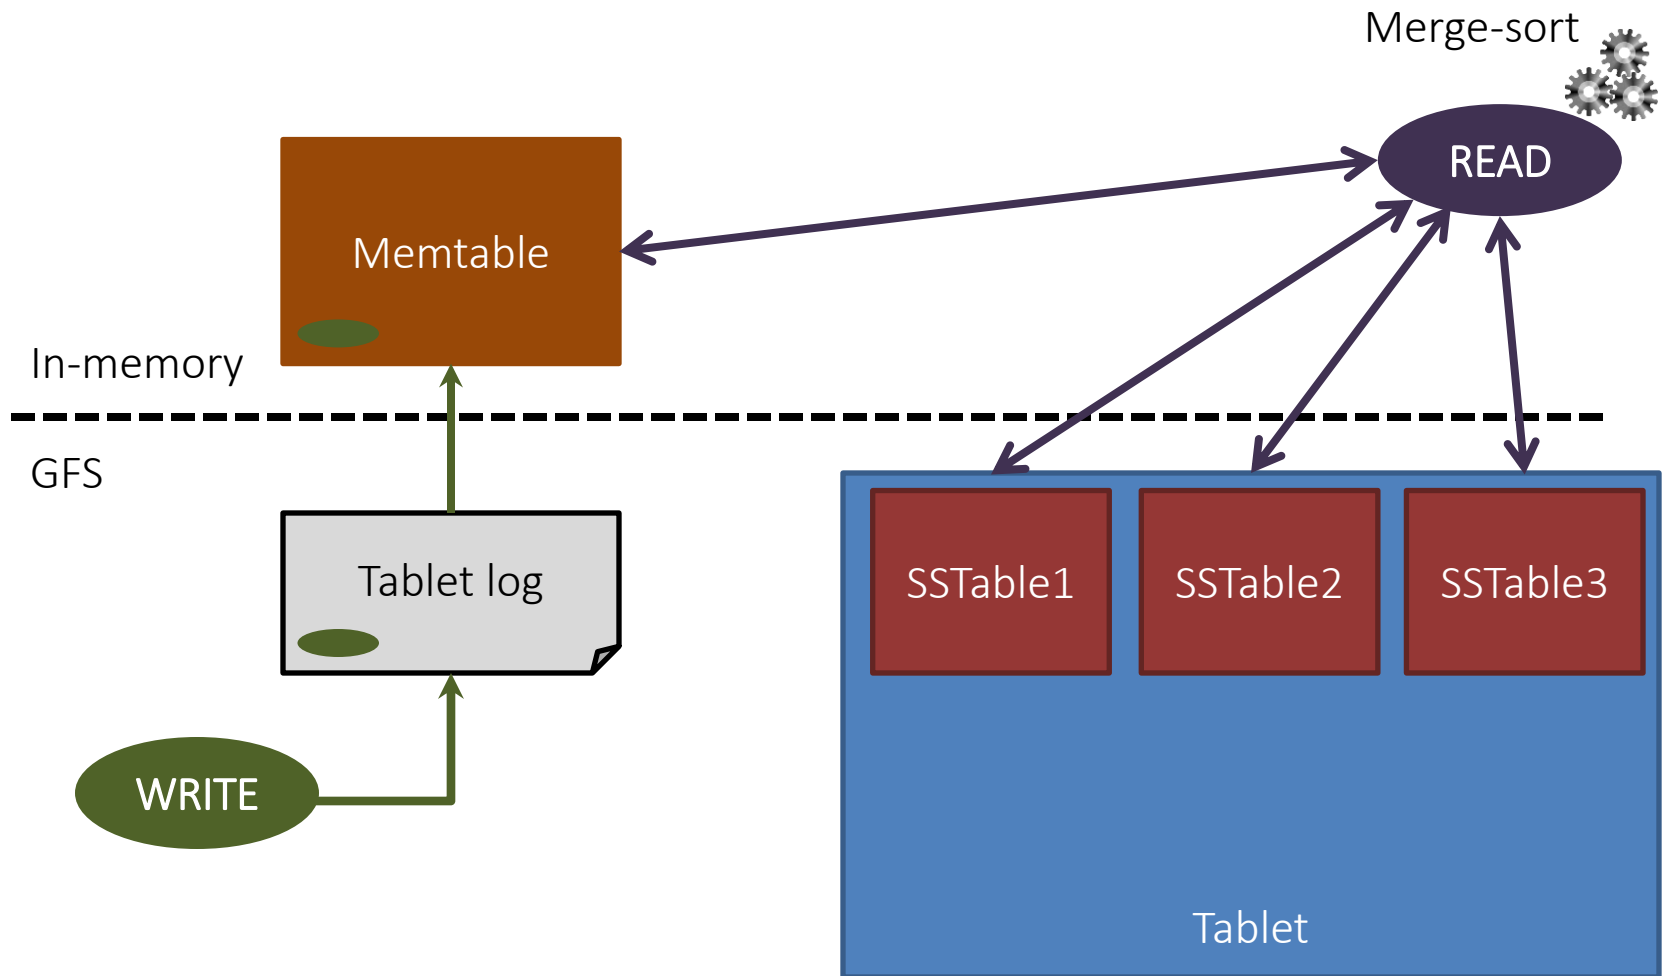 Merge-sort
READ
Memtable
In-memory
GFS
Tablet log
SSTable1
SSTable2
SSTable3
WRITE
Tablet